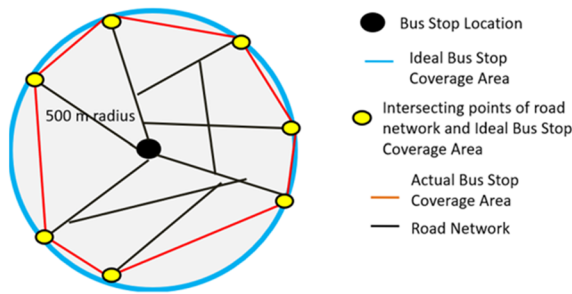 500 m radius
Bus Stop Location
Ideal Bus Stop
Coverage Area
Intersecting points of road
network and Ideal Bus Stop
Coverage Area
Actual Bus Stop
Coverage Area
Road Network